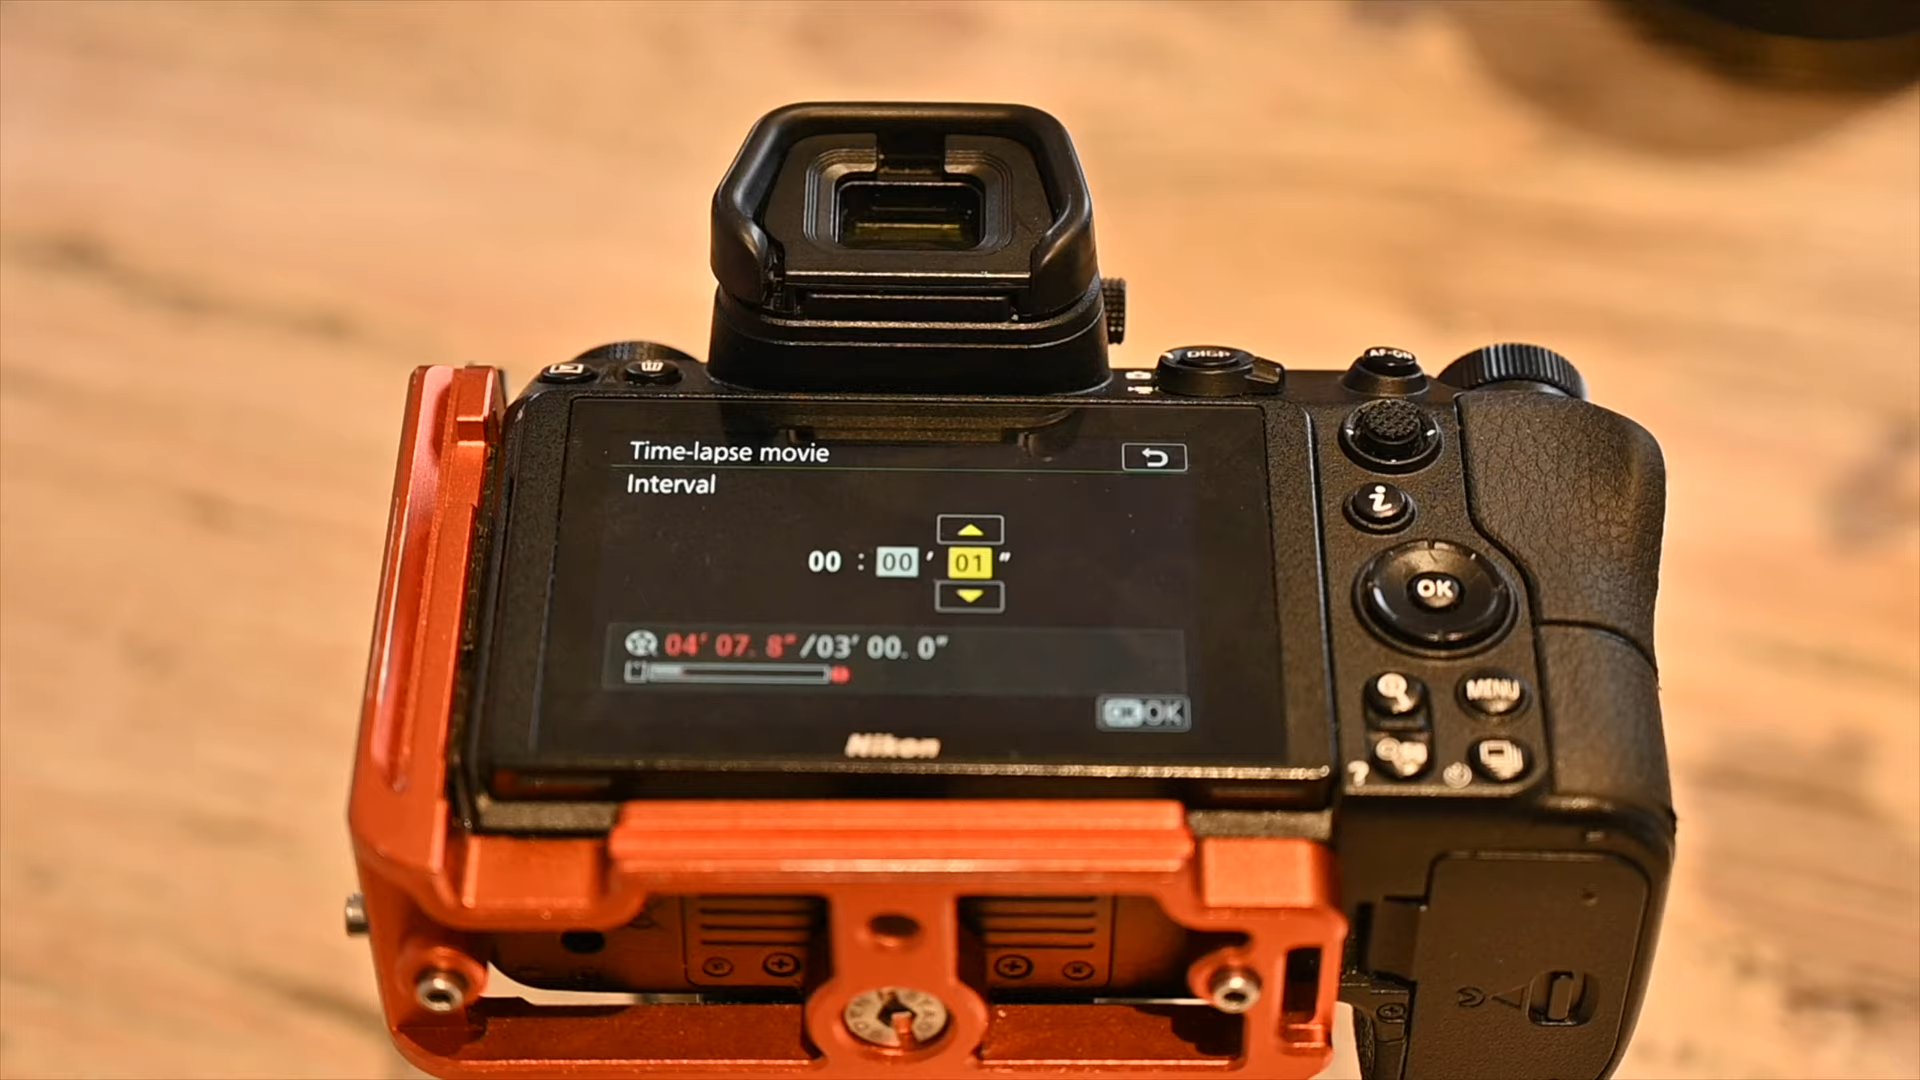 DISP
AF-ON
Time-lapse movie
Interval
00 : 00 ' 01 "
04' 07. 8" /03' 00. 0"
OK OK
Nikon
i
OK
MENU
?